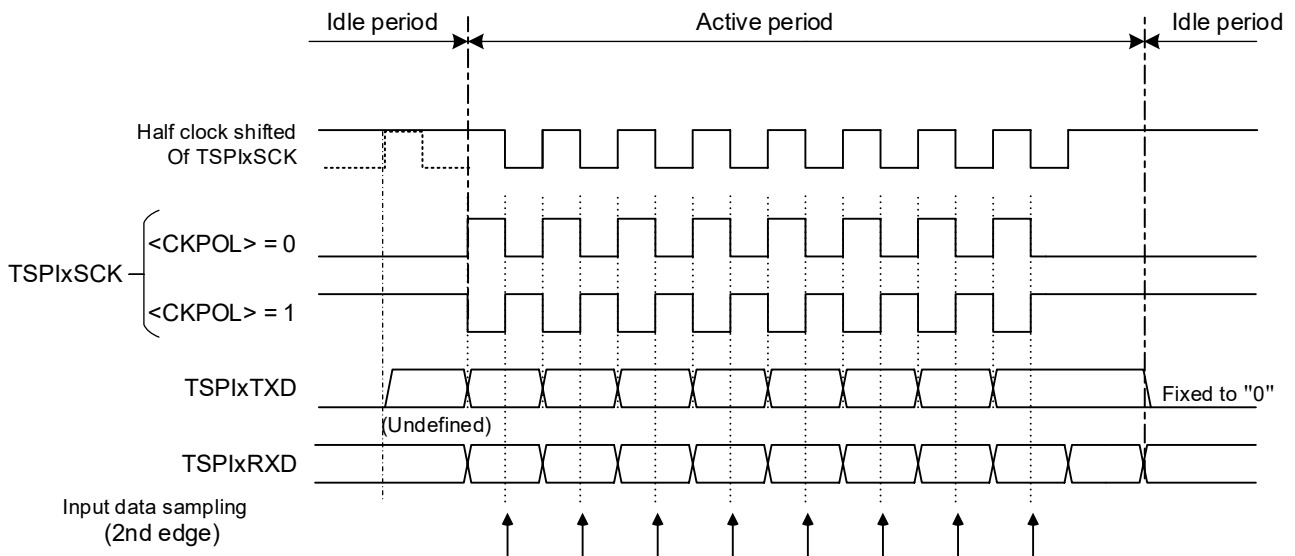 Idle period
Active period
Idle period
Half clock shifted
Of TSPIxSCK
<CKPOL> = 0
TSPIxSCK
<CKPOL> = 1
TSPIxTXD
Fixed to "0"
(Undefined)
TSPIxRXD
Input data sampling
(2nd edge)